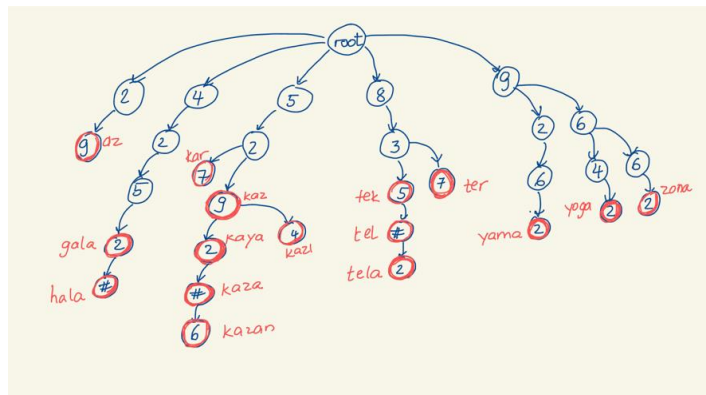 root
2 4 5 8 9
9 az 2 2 3 2 6
kar 7 9 kaz 5 7 ter 6 4 6
5 tek
gala 2 2 kaya 4 kazı tel # yama 2 yoga 2 2 zona
hala # # kaza tela 2
6 kazan